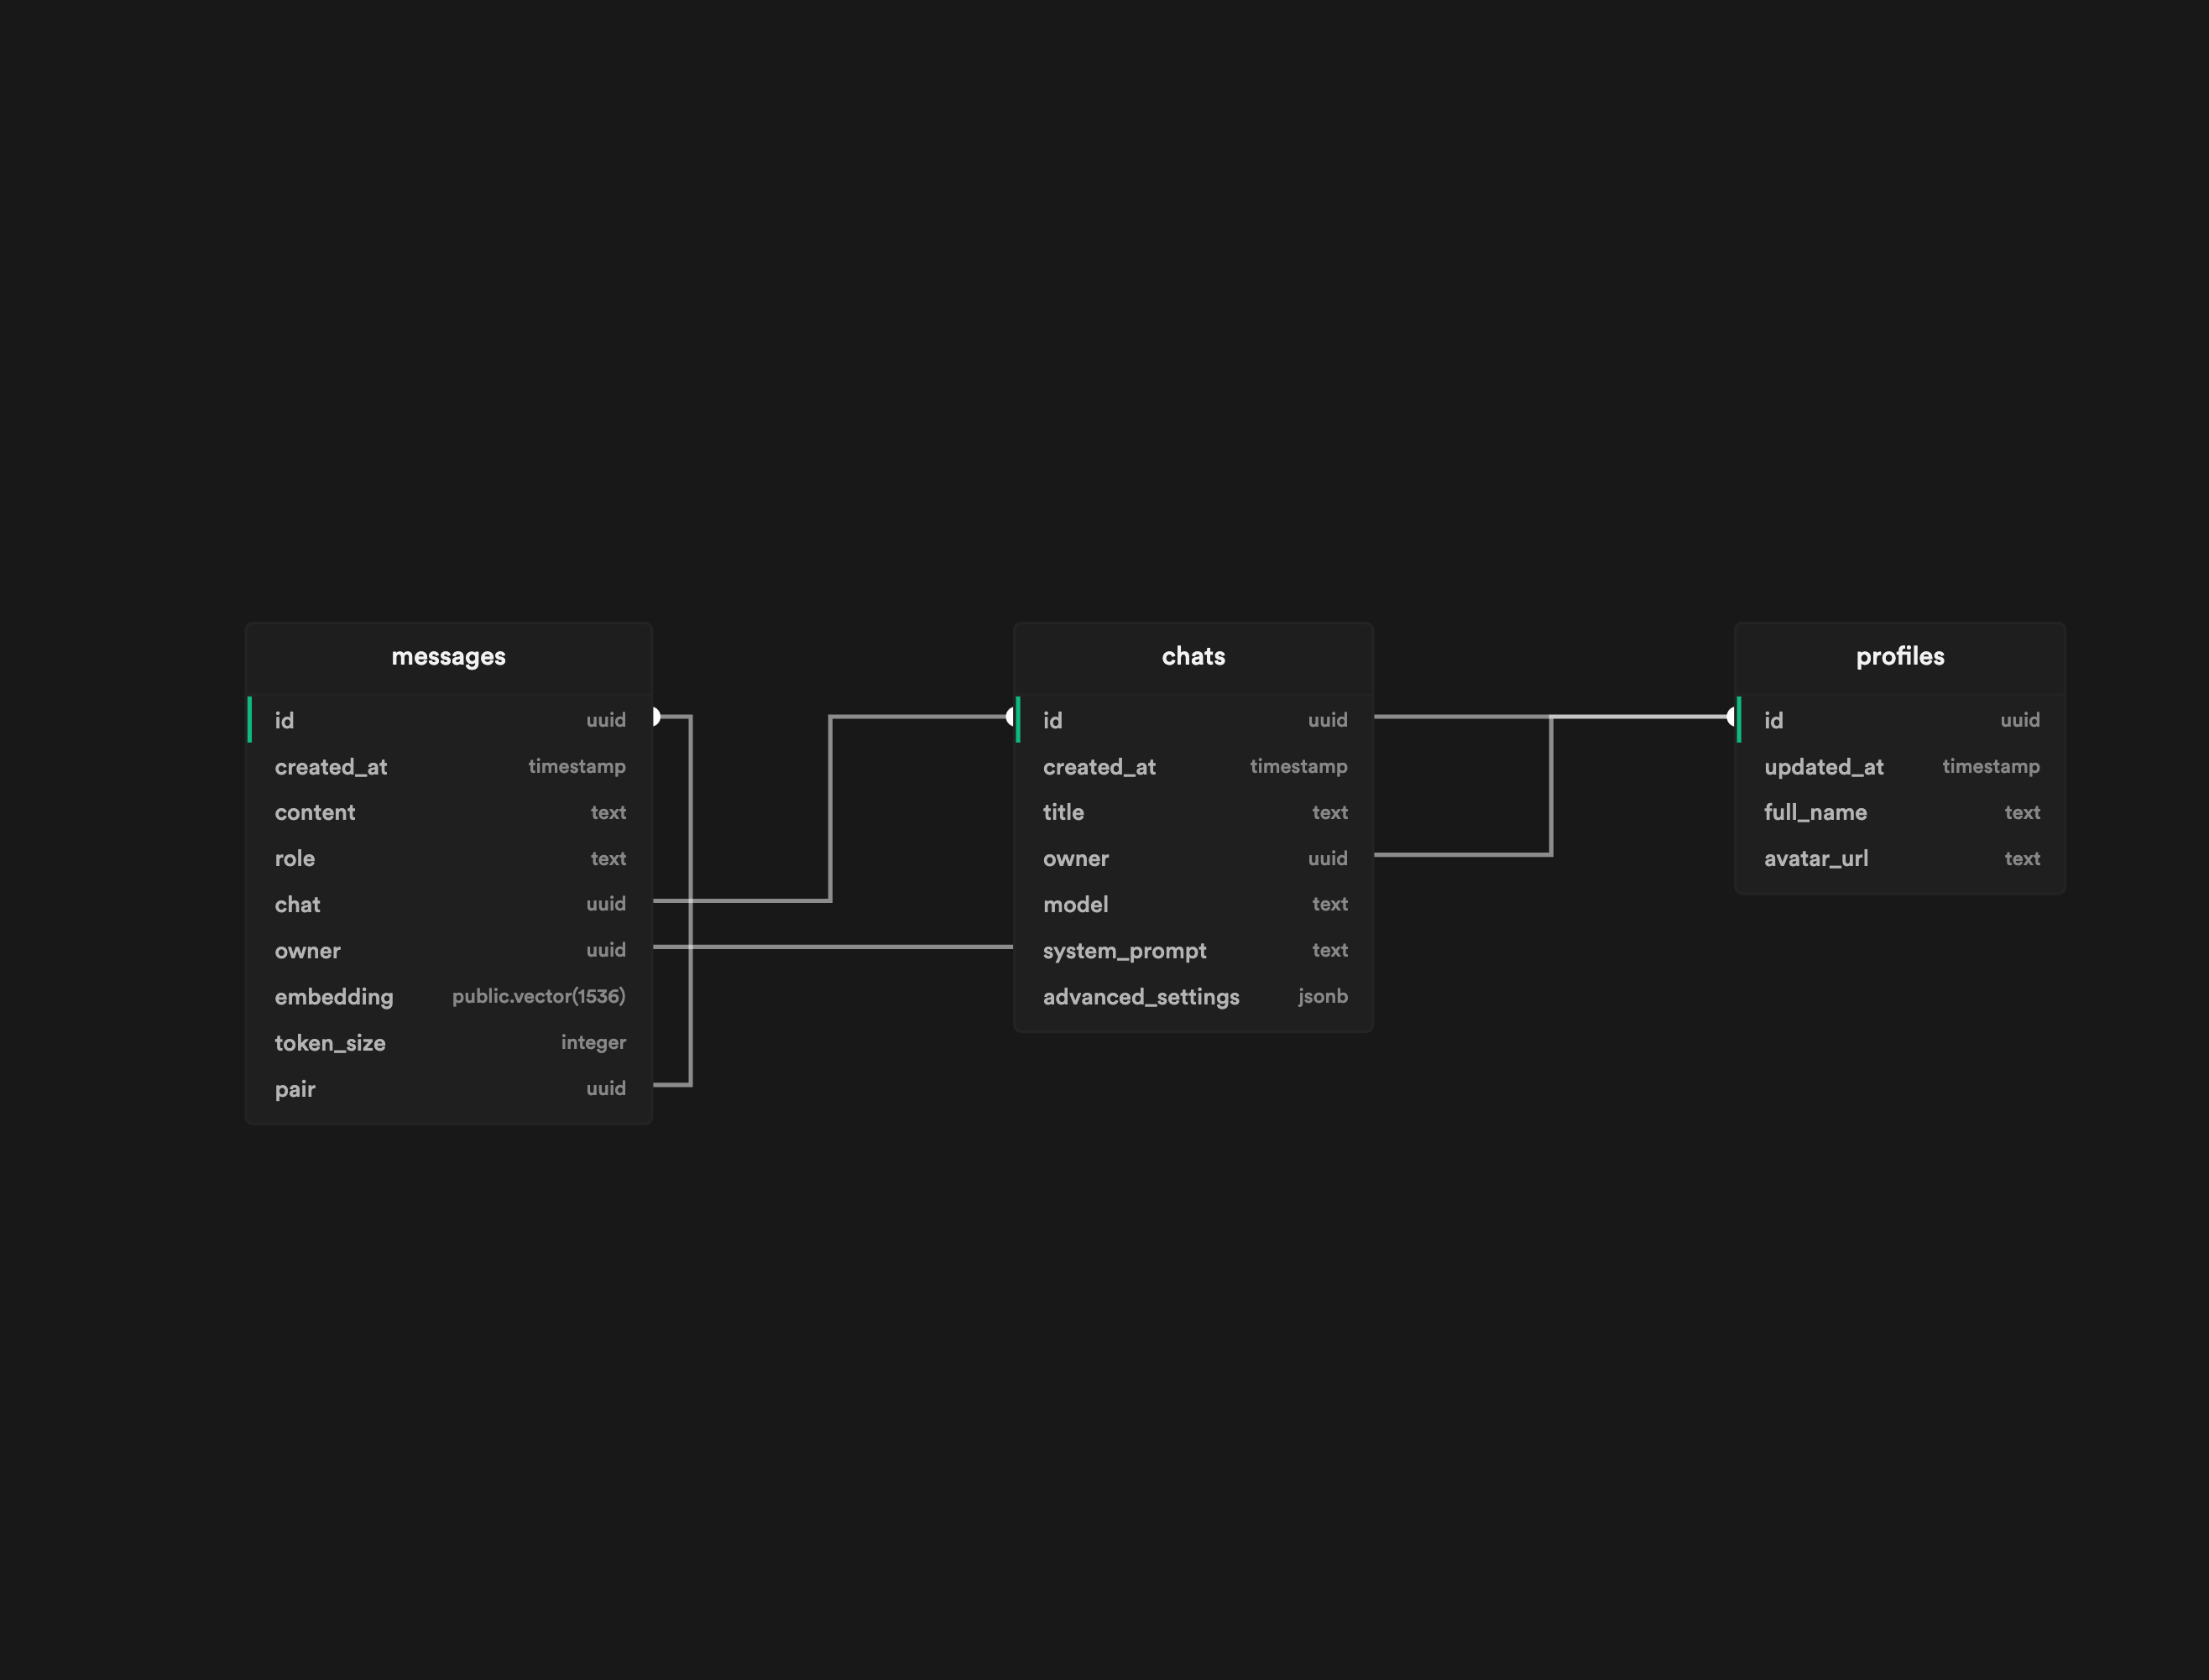 messages
id uuid
created_at timestamp
content text
role text
chat uuid
owner uuid
embedding public.vector(1536)
token_size integer
pair uuid
chats
id uuid
created_at timestamp
title text
owner uuid
model text
system_prompt text
advanced_settings jsonb
profiles
id uuid
updated_at timestamp
full_name text
avatar_url text